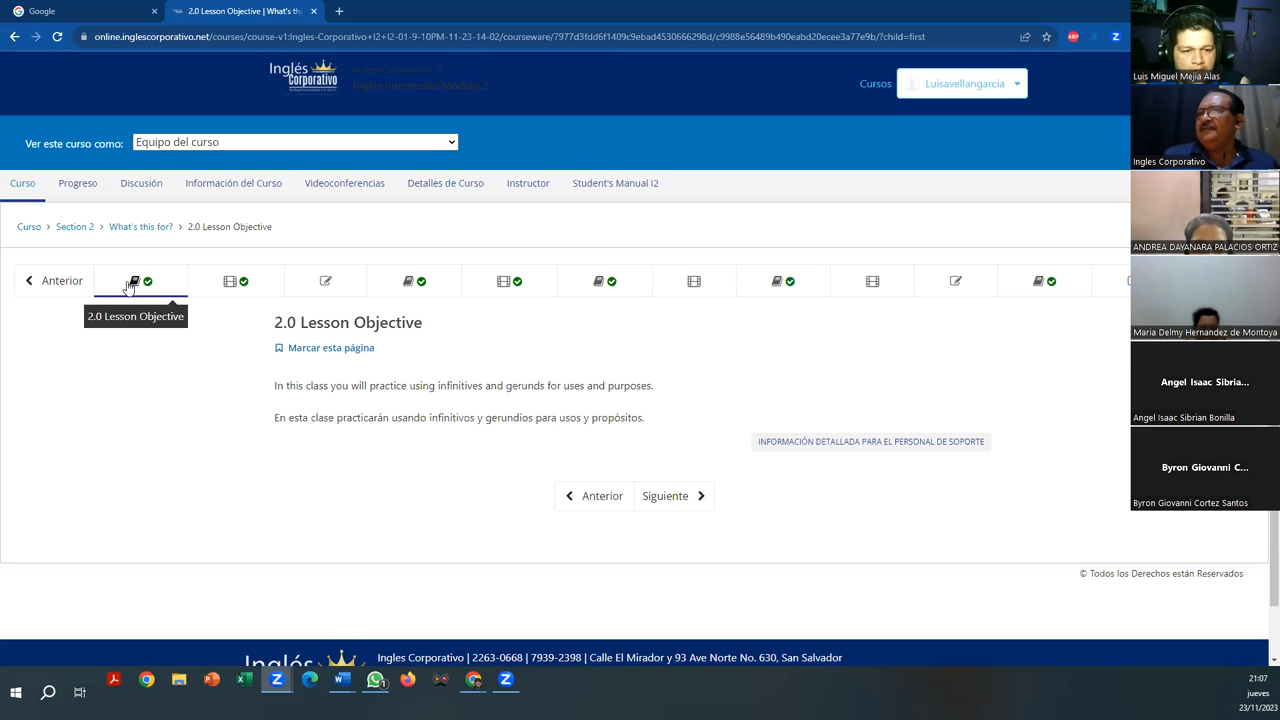 Google
2.0 Lesson Objective | What's th
online.inglescorporativo.net/courses/course-v1:Ingles-Corporativo+I2+I2-01-9-10PM-11-23-14-02/courseware/7977d3fdd6f1409c9ebad4530666298d/c9988e56489b490eabd20ecee3a77e9b/?child=first
Inglés
Corporativo
Inglés Corporativo I2
Inglés Intermedio Módulo 2
Cursos
Luisavellangarcia
Ver este curso como:
Equipo del curso
Curso
Progreso
Discusión
Información del Curso
Videoconferencias
Detalles de Curso
Instructor
Student's Manual I2
Curso > Section 2 > What's this for? > 2.0 Lesson Objective
Anterior
2.0 Lesson Objective
2.0 Lesson Objective
Marcar esta página
In this class you will practice using infinitives and gerunds for uses and purposes.
En esta clase practicarán usando infinitivos y gerundios para usos y propósitos.
INFORMACIÓN DETALLADA PARA EL PERSONAL DE SOPORTE
Anterior
Siguiente
© Todos los Derechos están Reservados
Inglés
Ingles Corporativo | 2263-0668 | 7939-2398 | Calle El Mirador y 93 Ave Norte No. 630, San Salvador
Luis Miguel Mejia Alas
Ingles Corporativo
ANDREA DAYANARA PALACIOS ORTIZ
Maria Delmy Hernandez de Montoya
Angel Isaac Sibria...
Angel Isaac Sibrian Bonilla
Byron Giovanni C...
Byron Giovanni Cortez Santos
21:07
jueves
23/11/2023